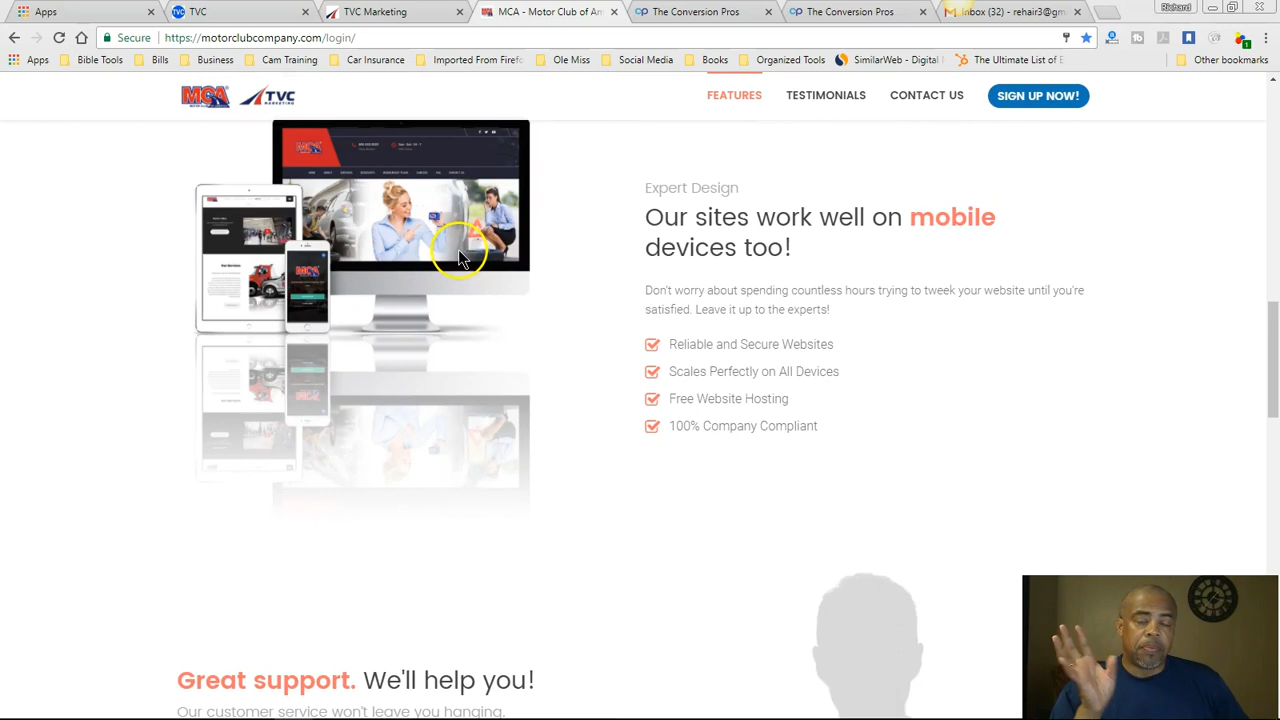 Apps
TVC
TVC Marketing
MCA - Motor Club of Am
The Conversion Pros
The Conversion Pros
Inbox (32) - rehair3@gm
Richard
Secure
https://motorclubcompany.com/login/
Apps
Bible Tools
Bills
Business
Cam Training
Car Insurance
Imported From Firefo
Ole Miss
Social Media
Books
Organized Tools
SimilarWeb - Digital
The Ultimate List of E
Other bookmarks
MCA
TVC
MARKETING
FEATURES
TESTIMONIALS
CONTACT US
SIGN UP NOW!
Expert Design
Our sites work well on mobile
devices too!
Don't worry about spending countless hours trying to tweek your website until you're
satisfied. Leave it up to the experts!
Reliable and Secure Websites
Scales Perfectly on All Devices
Free Website Hosting
100% Company Compliant
Great support. We'll help you!
Our customer service won't leave you hanging.